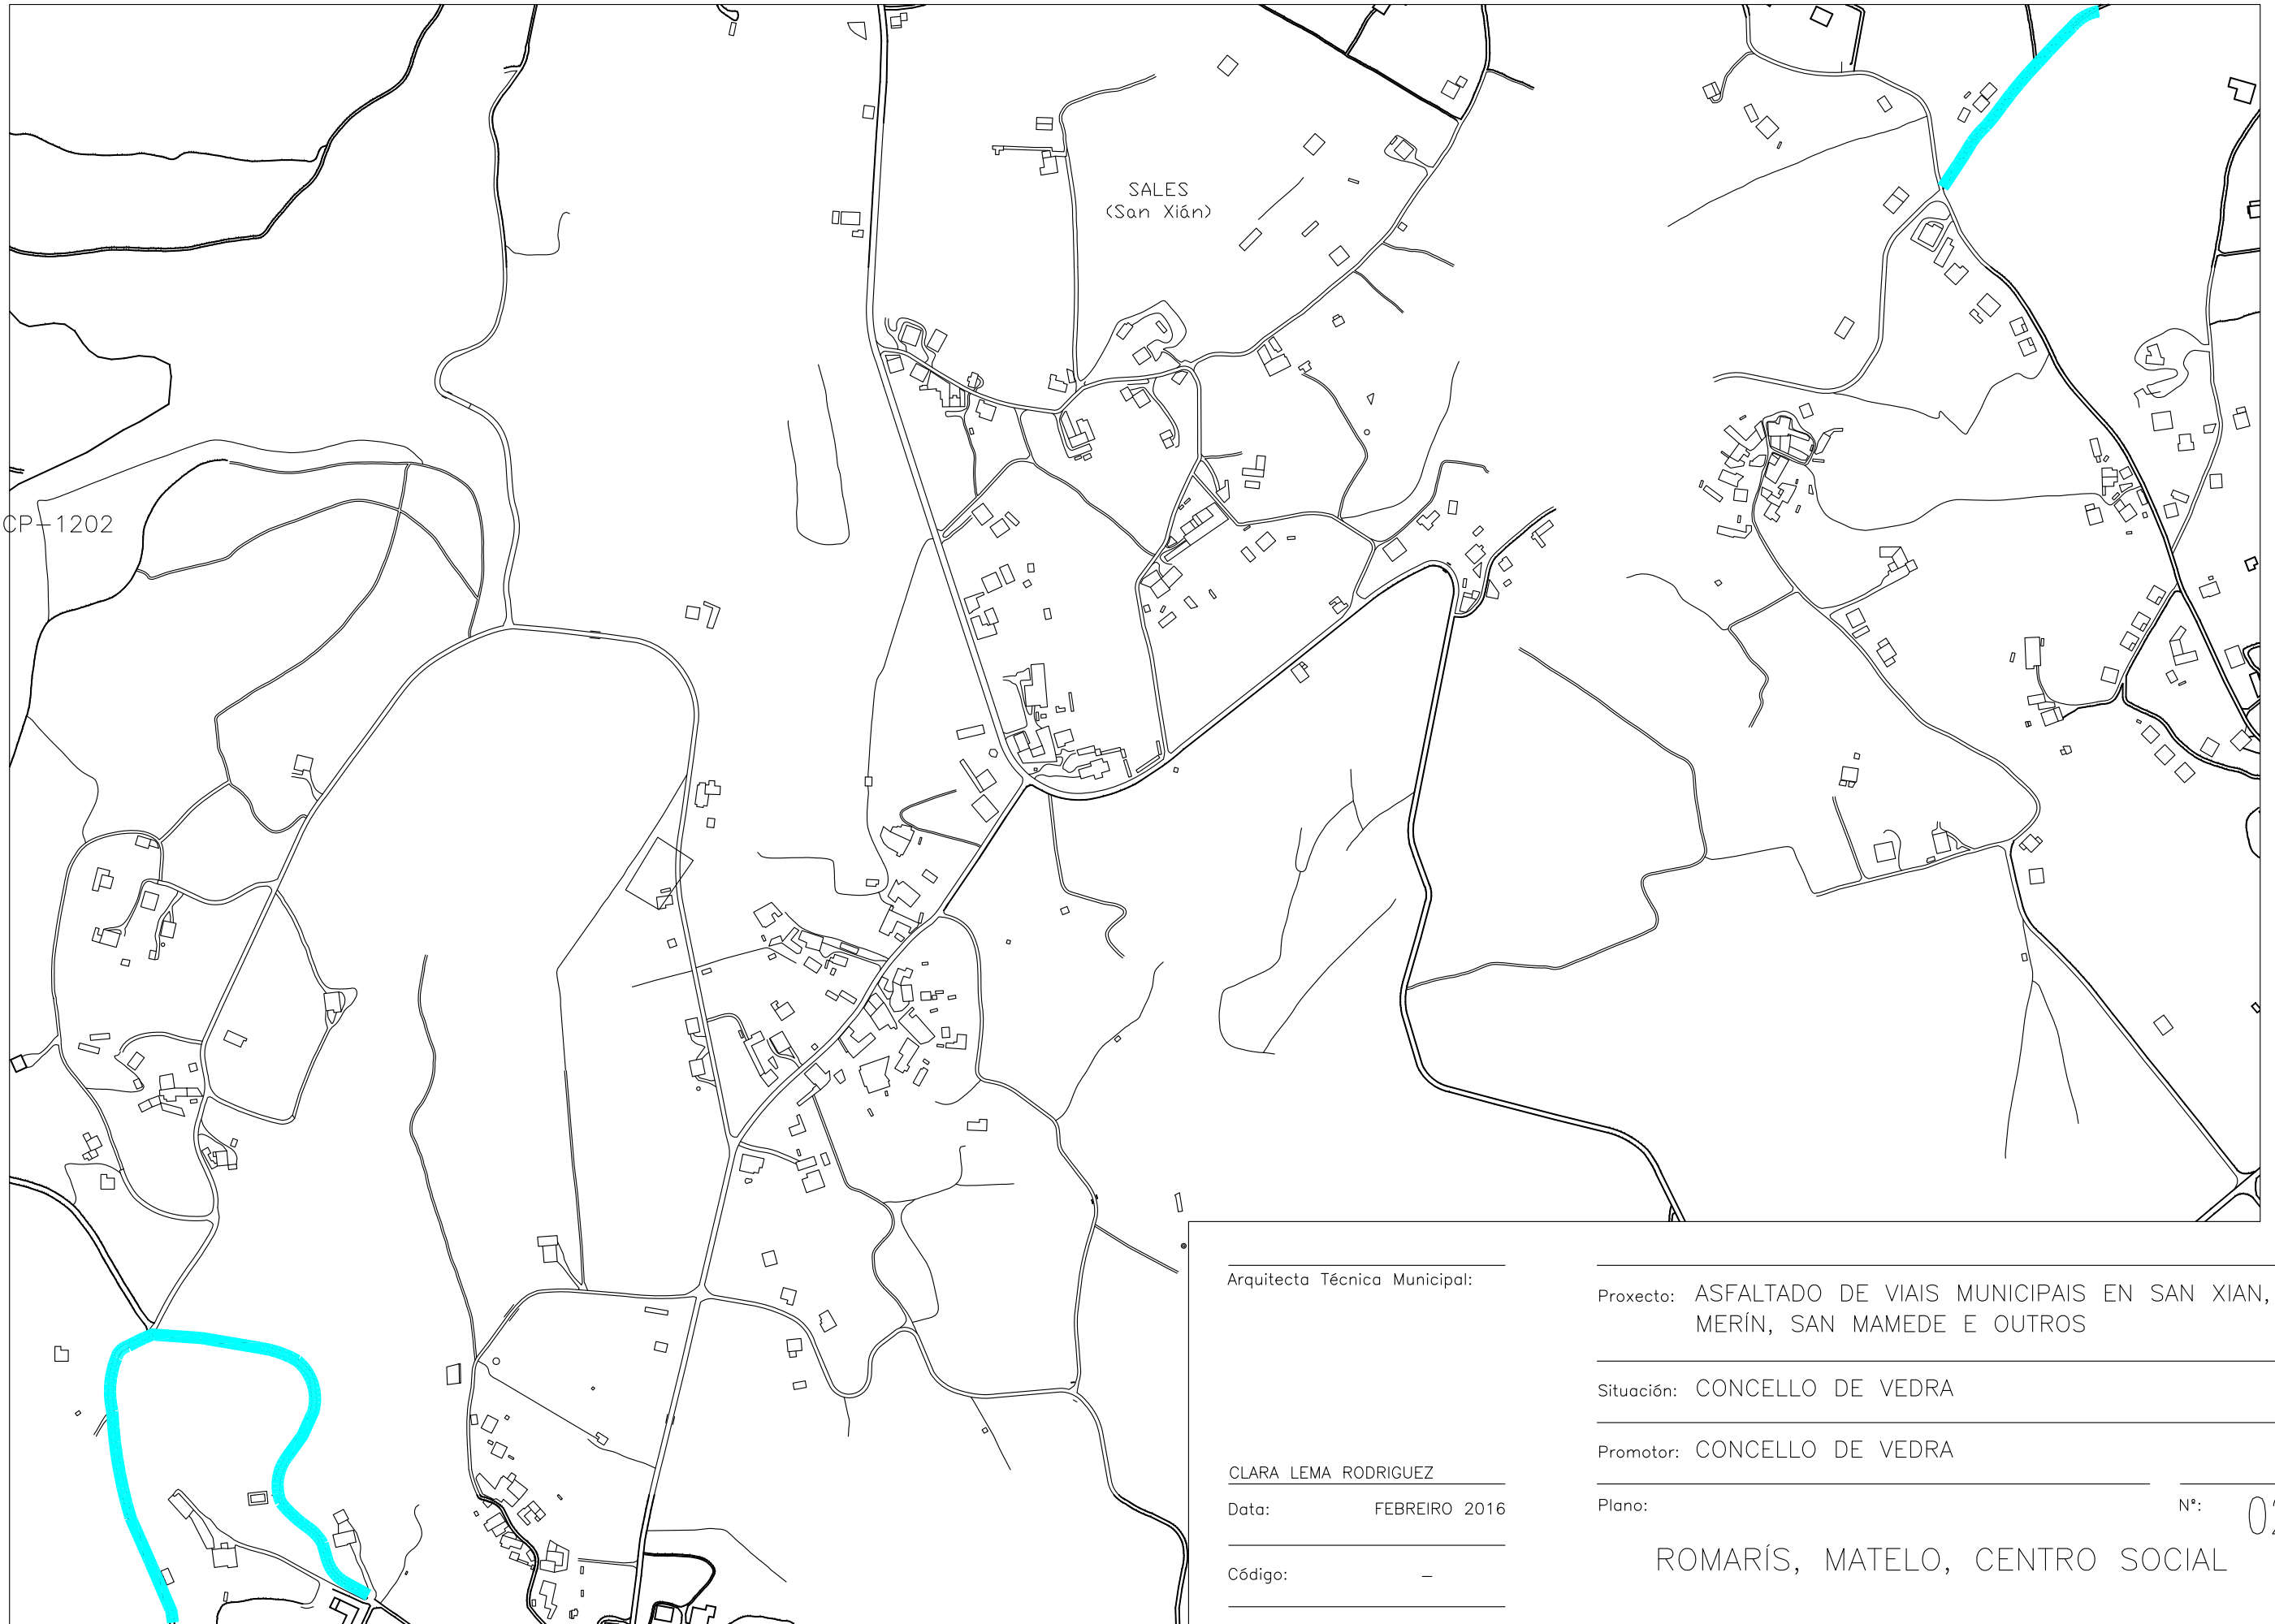 SALES
(San Xián)
CP-1202
Arquitecta Técnica Municipal:
CLARA LEMA RODRIGUEZ
Data: FEBREIRO 2016
Código: –
Proxecto: ASFALTADO DE VIAIS MUNICIPAIS EN SAN XIAN,
MERÍN, SAN MAMEDE E OUTROS
Situación: CONCELLO DE VEDRA
Promotor: CONCELLO DE VEDRA
Plano:
Nº: 02
ROMARÍS, MATELO, CENTRO SOCIAL